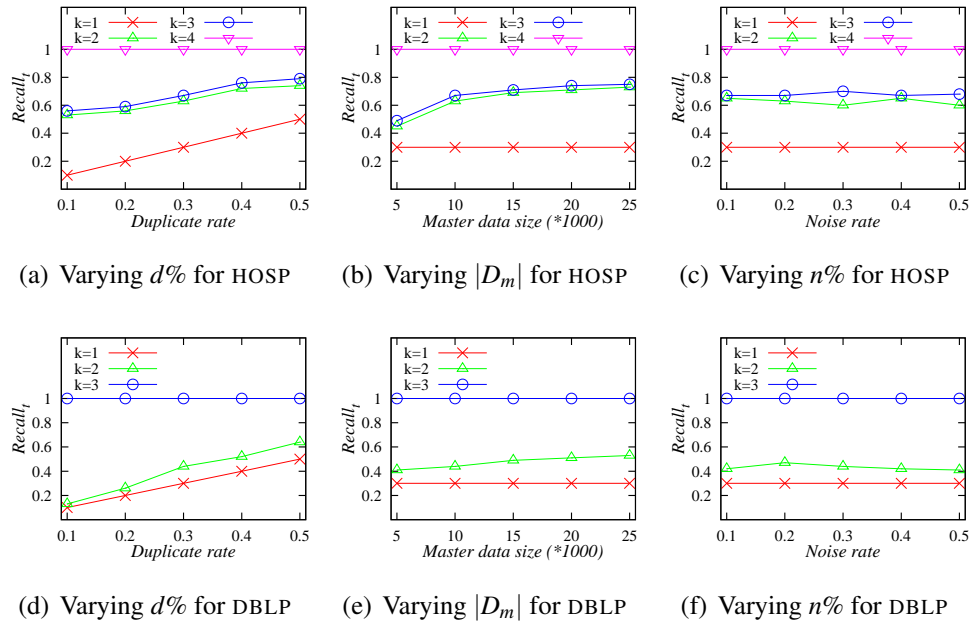 k=1 k=3
k=2 k=4
1
0.8
0.6
0.4
0.2
Recall_t
0.1 0.2 0.3 0.4 0.5
Duplicate rate
(a) Varying d% for HOSP
k=1 k=3
k=2 k=4
1
0.8
0.6
0.4
0.2
Recall_t
5 10 15 20 25
Master data size (*1000)
(b) Varying |D_m| for HOSP
k=1 k=3
k=2 k=4
1
0.8
0.6
0.4
0.2
Recall_t
0.1 0.2 0.3 0.4 0.5
Noise rate
(c) Varying n% for HOSP
k=1
k=2
k=3
1
0.8
0.6
0.4
0.2
Recall_t
0.1 0.2 0.3 0.4 0.5
Duplicate rate
(d) Varying d% for DBLP
k=1
k=2
k=3
1
0.8
0.6
0.4
0.2
Recall_t
5 10 15 20 25
Master data size (*1000)
(e) Varying |D_m| for DBLP
k=1
k=2
k=3
1
0.8
0.6
0.4
0.2
Recall_t
0.1 0.2 0.3 0.4 0.5
Noise rate
(f) Varying n% for DBLP